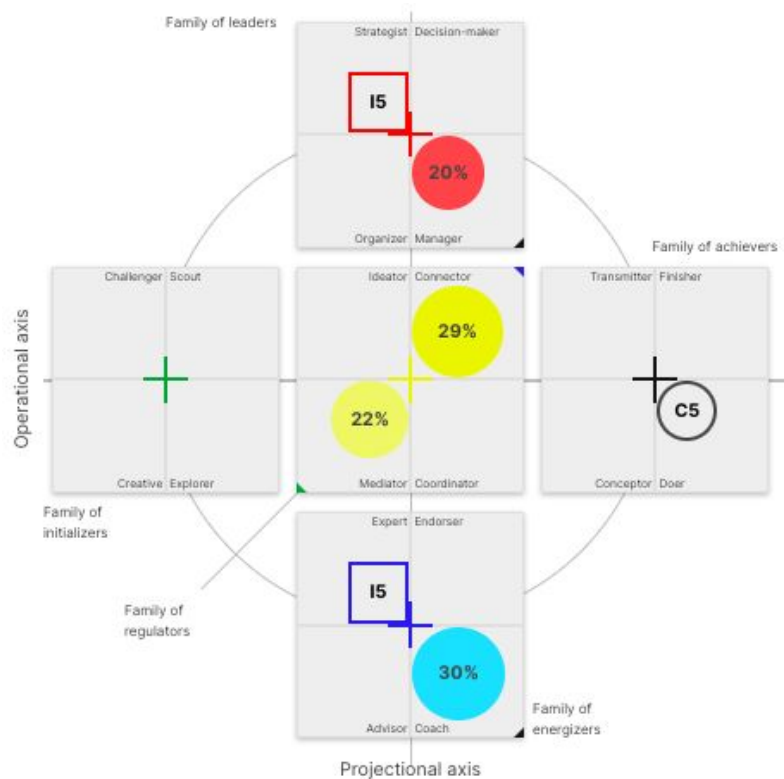 Family of leaders
Strategist Decision-maker
I5
20%
Organizer Manager
Family of achievers
Challenger Scout
Ideator Connector
Transmitter Finisher
Operational axis
29%
22%
C5
Creative Explorer
Mediator Coordinator
Conceptor Doer
Family of
initializers
Expert Endorser
I5
Family of
regulators
30%
Family of
energizers
Advisor Coach
Projectional axis